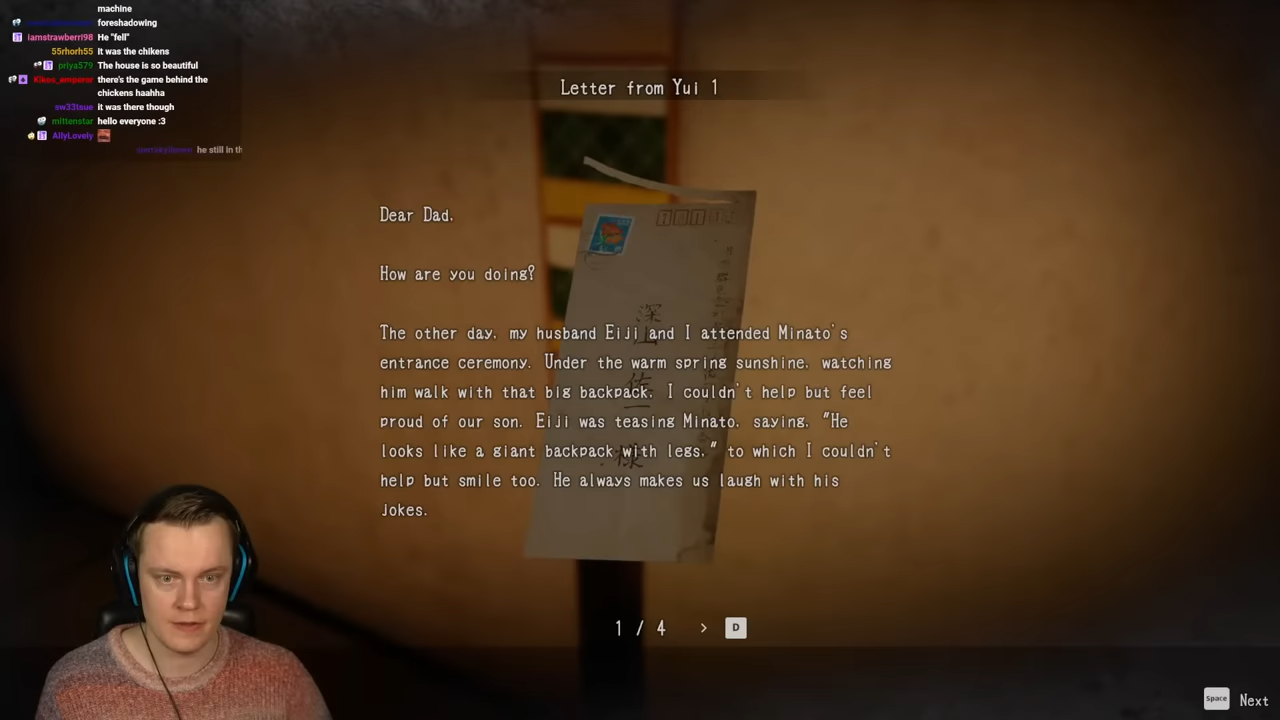 machine
foreshadowing
iamstrawberri98 He "fell"
55rhorh55 it was the chikens
priya579 The house is so beautiful
Kikos_emperor there's the game behind the
chickens haahha
sw33tsue it was there though
mittenstar hello everyone :3
AllyLovely
he still in th
Letter from Yui 1
Dear Dad,
How are you doing?
The other day, my husband Eiji and I attended Minato's
entrance ceremony. Under the warm spring sunshine, watching
him walk with that big backpack, I couldn't help but feel
proud of our son. Eiji was teasing Minato, saying, "He
looks like a giant backpack with legs," to which I couldn't
help but smile too. He always makes us laugh with his
jokes.
深
山
佐
一
様
1 / 4 > D
Space Next